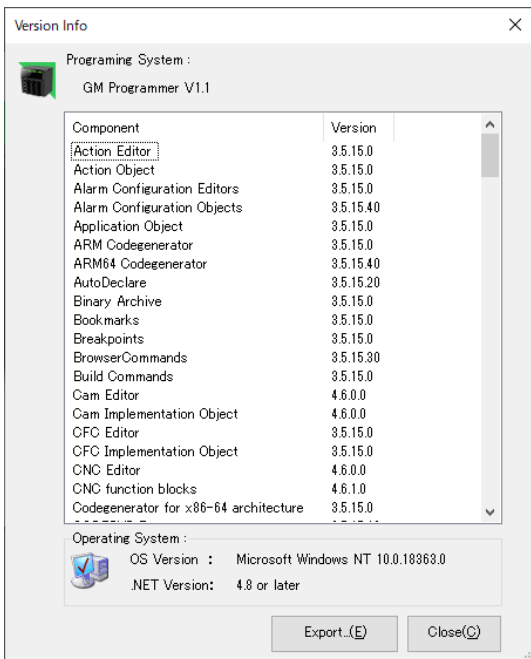 Version Info
Programing System :
GM Programmer V1.1
Component Version
Action Editor 3.5.15.0
Action Object 3.5.15.0
Alarm Configuration Editors 3.5.15.0
Alarm Configuration Objects 3.5.15.40
Application Object 3.5.15.0
ARM Codegenerator 3.5.15.0
ARM64 Codegenerator 3.5.15.40
AutoDeclare 3.5.15.20
Binary Archive 3.5.15.0
Bookmarks 3.5.15.0
Breakpoints 3.5.15.0
BrowserCommands 3.5.15.30
Build Commands 3.5.15.0
Cam Editor 4.6.0.0
Cam Implementation Object 4.6.0.0
CFC Editor 3.5.15.0
CFC Implementation Object 3.5.15.0
CNC Editor 4.6.0.0
CNC function blocks 4.6.1.0
Codegenerator for x86-64 architecture 3.5.15.0
Operating System :
OS Version : Microsoft Windows NT 10.0.18363.0
.NET Version: 4.8 or later
Export...(E) Close(C)